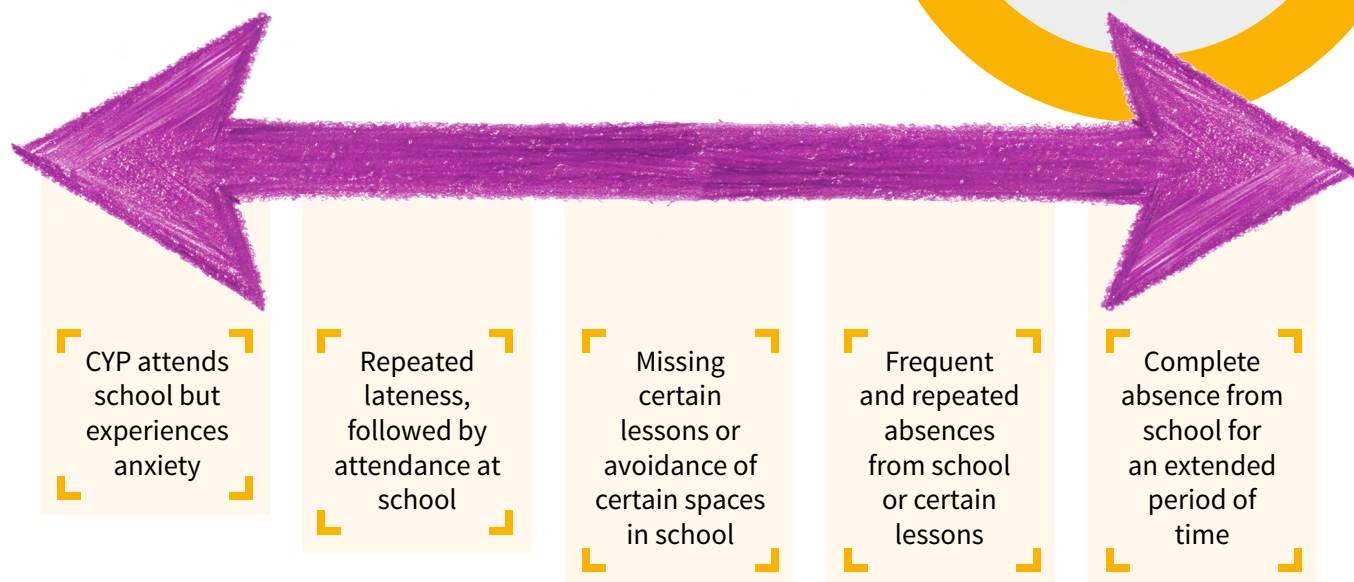 CYP attends
school but
experiences
anxiety
Repeated
lateness,
followed by
attendance at
school
Missing
certain
lessons or
avoidance of
certain spaces
in school
Frequent
and repeated
absences
from school
or certain
lessons
Complete
absence from
school for
an extended
period of
time